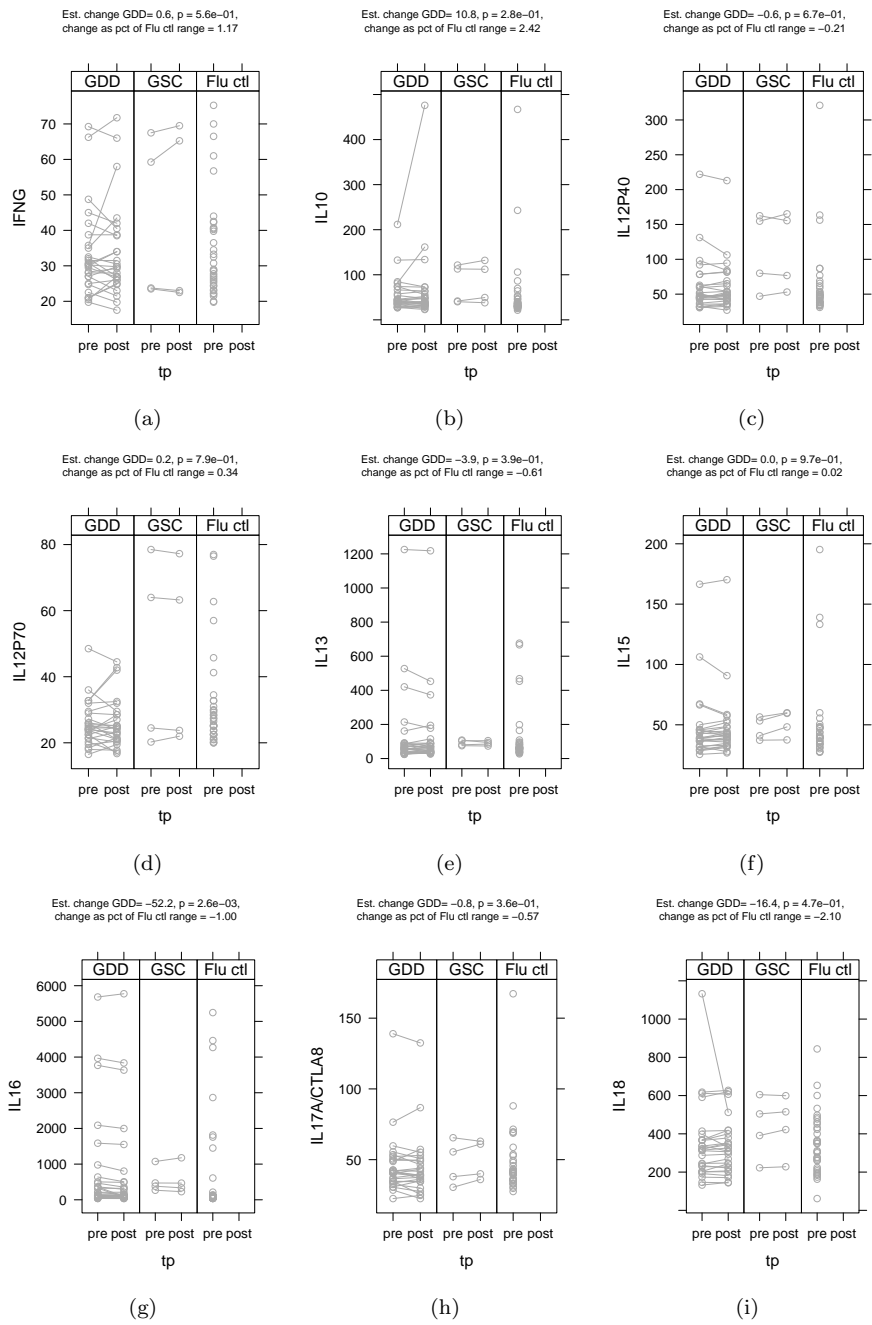 Est. change GDD= 0.6, p = 5.6e−01,
change as pct of Flu ctl range = 1.17
GDD GSC Flu ctl
70
60
50
40
30
20
IFNG
pre post pre post pre post
tp
(a)
Est. change GDD= 10.8, p = 2.8e−01,
change as pct of Flu ctl range = 2.42
GDD GSC Flu ctl
400
300
200
100
IL10
pre post pre post pre post
tp
(b)
Est. change GDD= −0.6, p = 6.7e−01,
change as pct of Flu ctl range = −0.21
GDD GSC Flu ctl
300
250
200
150
100
50
IL12P40
pre post pre post pre post
tp
(c)
Est. change GDD= 0.2, p = 7.9e−01,
change as pct of Flu ctl range = 0.34
GDD GSC Flu ctl
80
60
40
20
IL12P70
pre post pre post pre post
tp
(d)
Est. change GDD= −3.9, p = 3.9e−01,
change as pct of Flu ctl range = −0.61
GDD GSC Flu ctl
1200
1000
800
600
400
200
0
IL13
pre post pre post pre post
tp
(e)
Est. change GDD= 0.0, p = 9.7e−01,
change as pct of Flu ctl range = 0.02
GDD GSC Flu ctl
200
150
100
50
IL15
pre post pre post pre post
tp
(f)
Est. change GDD= −52.2, p = 2.6e−03,
change as pct of Flu ctl range = −1.00
GDD GSC Flu ctl
6000
5000
4000
3000
2000
1000
0
IL16
pre post pre post pre post
tp
(g)
Est. change GDD= −0.8, p = 3.6e−01,
change as pct of Flu ctl range = −0.57
GDD GSC Flu ctl
150
100
50
IL17A/CTLA8
pre post pre post pre post
tp
(h)
Est. change GDD= −16.4, p = 4.7e−01,
change as pct of Flu ctl range = −2.10
GDD GSC Flu ctl
1000
800
600
400
200
IL18
pre post pre post pre post
tp
(i)